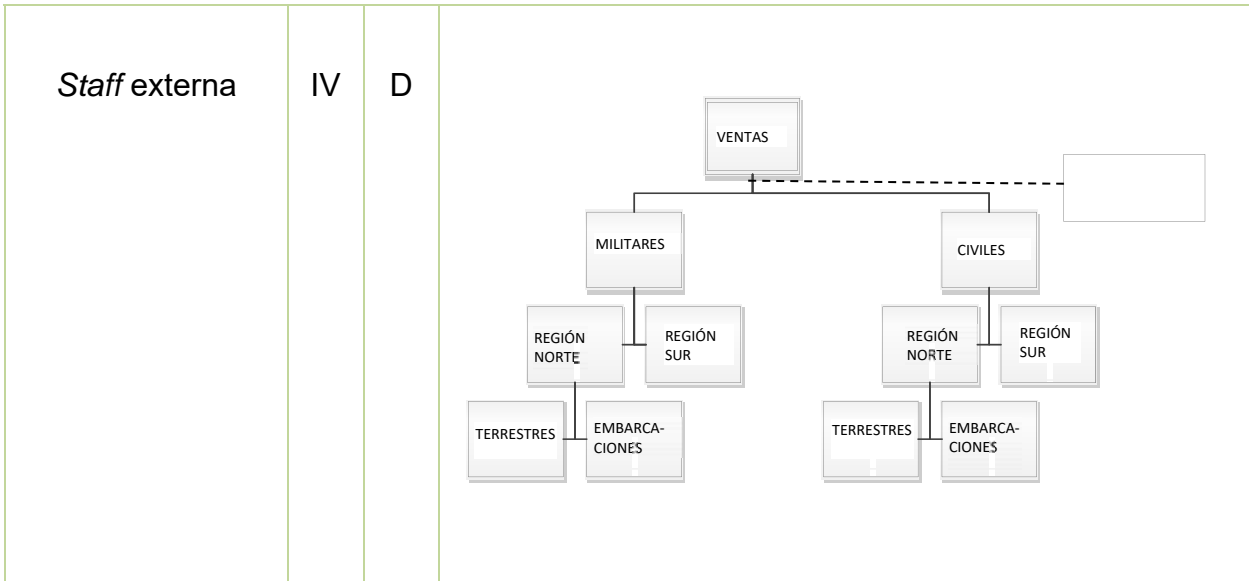 Staff externa
IV
D
VENTAS
MILITARES
CIVILES
REGIÓN
NORTE
REGIÓN
SUR
REGIÓN
NORTE
REGIÓN
SUR
TERRESTRES
EMBARCA-
CIONES
TERRESTRES
EMBARCA-
CIONES